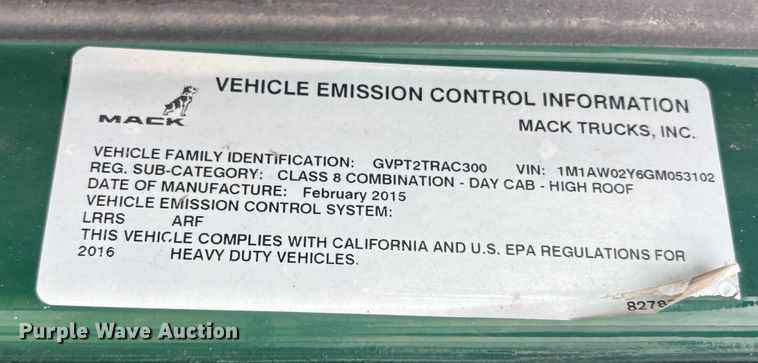 VEHICLE EMISSION CONTROL INFORMATION
MACK
MACK TRUCKS, INC.
VEHICLE FAMILY IDENTIFICATION: GVPT2TRAC300 VIN: 1M1AW02Y6GM053102
REG. SUB-CATEGORY: CLASS 8 COMBINATION - DAY CAB - HIGH ROOF
DATE OF MANUFACTURE: February 2015
VEHICLE EMISSION CONTROL SYSTEM:
LRRS ARF
THIS VEHICLE COMPLIES WITH CALIFORNIA AND U.S. EPA REGULATIONS FOR
2016 HEAVY DUTY VEHICLES.
Purple Wave Auction